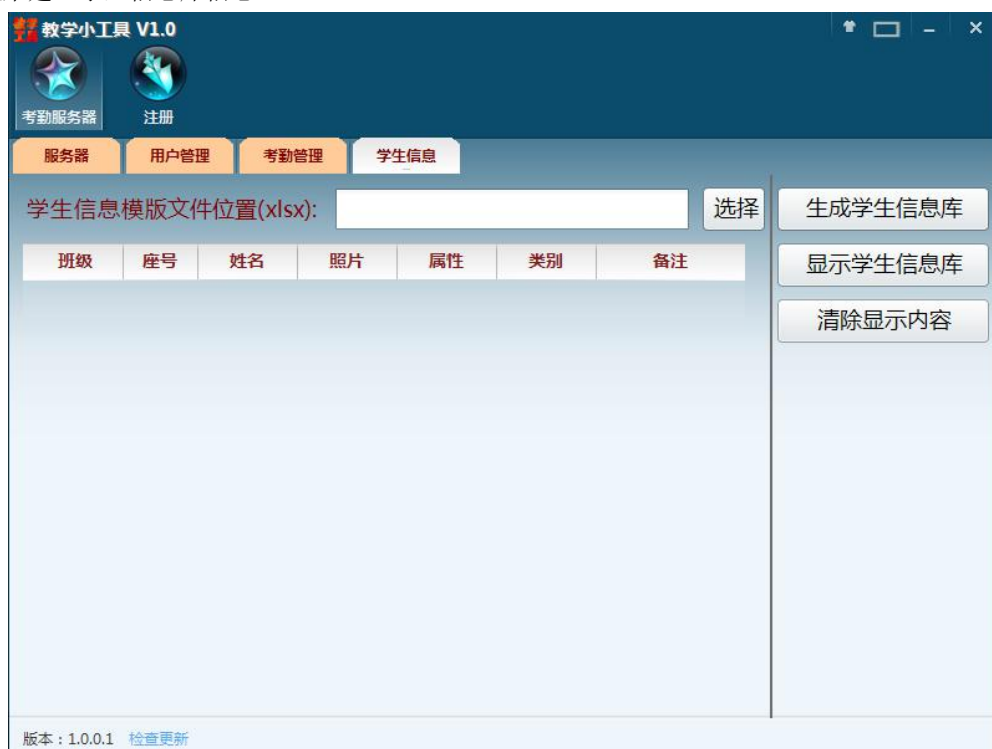 教学小工具 V1.0
考勤服务器 注册
服务器 用户管理 考勤管理 学生信息
学生信息模版文件位置(xlsx): 选择 生成学生信息库
班级 座号 姓名 照片 属性 类别 备注 显示学生信息库
清除显示内容
版本：1.0.0.1 检查更新